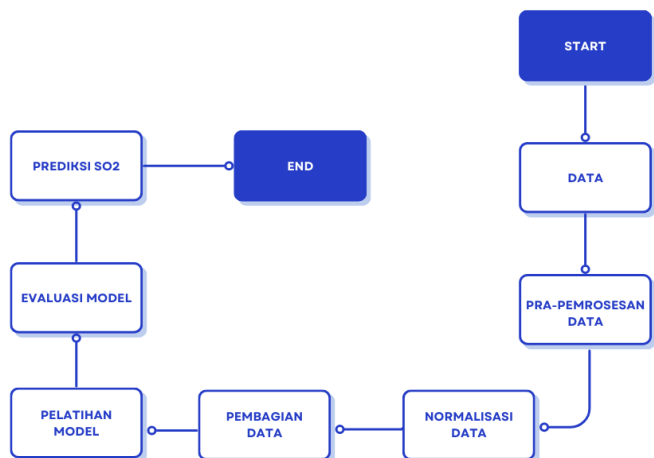 START
DATA
PRA-PEMROSESAN
DATA
NORMALISASI
DATA
PEMBAGIAN
DATA
PELATIHAN
MODEL
EVALUASI MODEL
PREDIKSI SO2
END